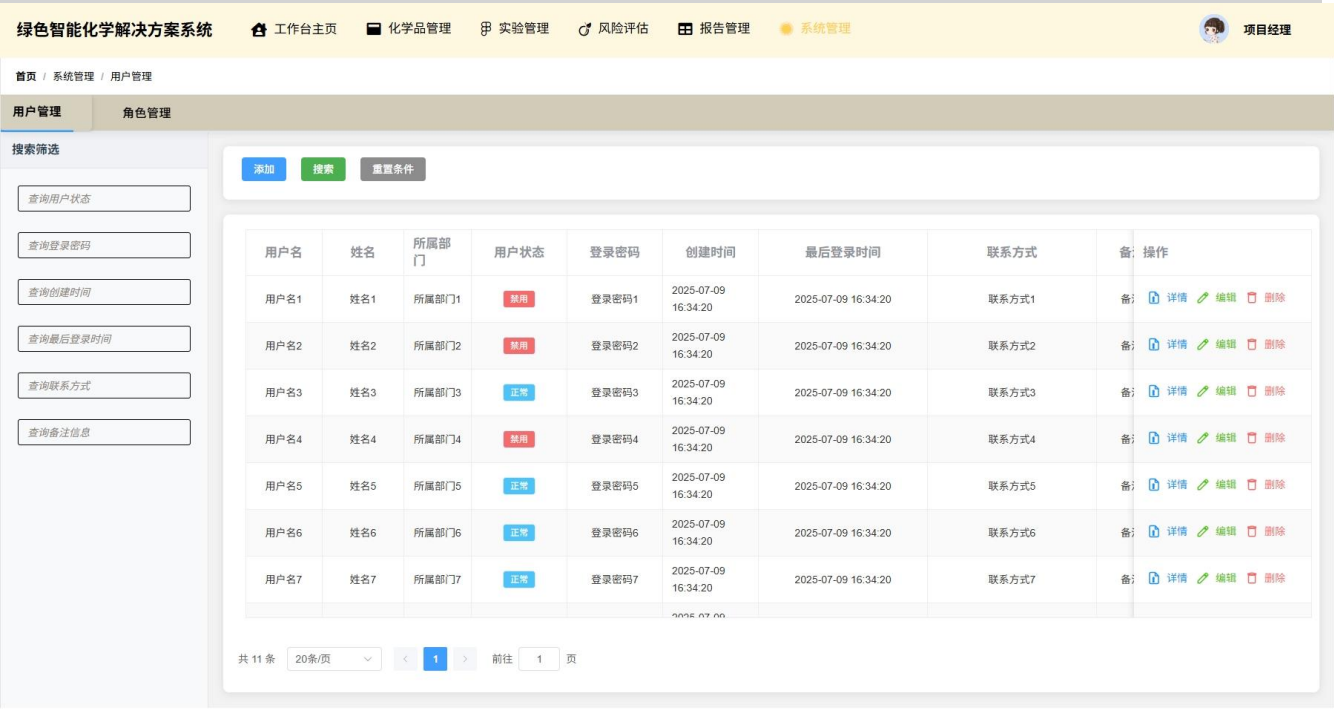 绿色智能化学解决方案系统 工作台主页 化学品管理 实验管理 风险评估 报告管理 系统管理 项目经理
首页 / 系统管理 / 用户管理
用户管理 角色管理
搜索筛选
添加 搜索 重置条件
查询用户状态
查询登录密码
查询创建时间
查询最后登录时间
查询联系方式
查询备注信息
用户名 姓名 所属部门 用户状态 登录密码 创建时间 最后登录时间 联系方式 备 操作
用户名1 姓名1 所属部门1 禁用 登录密码1 2025-07-09 16:34:20 2025-07-09 16:34:20 联系方式1 备 详情 编辑 删除
用户名2 姓名2 所属部门2 禁用 登录密码2 2025-07-09 16:34:20 2025-07-09 16:34:20 联系方式2 备 详情 编辑 删除
用户名3 姓名3 所属部门3 正常 登录密码3 2025-07-09 16:34:20 2025-07-09 16:34:20 联系方式3 备 详情 编辑 删除
用户名4 姓名4 所属部门4 禁用 登录密码4 2025-07-09 16:34:20 2025-07-09 16:34:20 联系方式4 备 详情 编辑 删除
用户名5 姓名5 所属部门5 正常 登录密码5 2025-07-09 16:34:20 2025-07-09 16:34:20 联系方式5 备 详情 编辑 删除
用户名6 姓名6 所属部门6 正常 登录密码6 2025-07-09 16:34:20 2025-07-09 16:34:20 联系方式6 备 详情 编辑 删除
用户名7 姓名7 所属部门7 正常 登录密码7 2025-07-09 16:34:20 2025-07-09 16:34:20 联系方式7 备 详情 编辑 删除
共 11 条 20条/页 1 前往 1 页